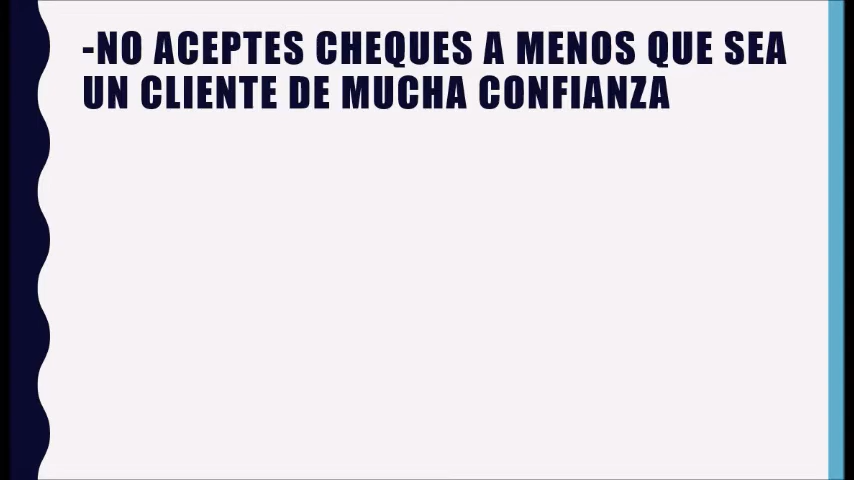 -NO ACEPTES CHEQUES A MENOS QUE SEA
UN CLIENTE DE MUCHA CONFIANZA